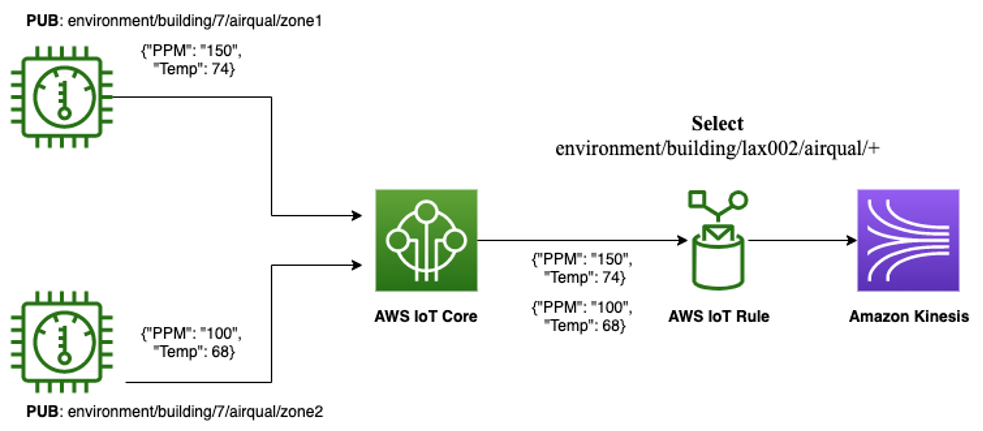 PUB: environment/building/7/airqual/zone1
{"PPM": "150",
"Temp": 74}
Select
environment/building/lax002/airqual/+
{"PPM": "150",
"Temp": 74}
{"PPM": "100",
"Temp": 68}
AWS IoT Core
AWS IoT Rule
Amazon Kinesis
{"PPM": "100",
"Temp": 68}
PUB: environment/building/7/airqual/zone2